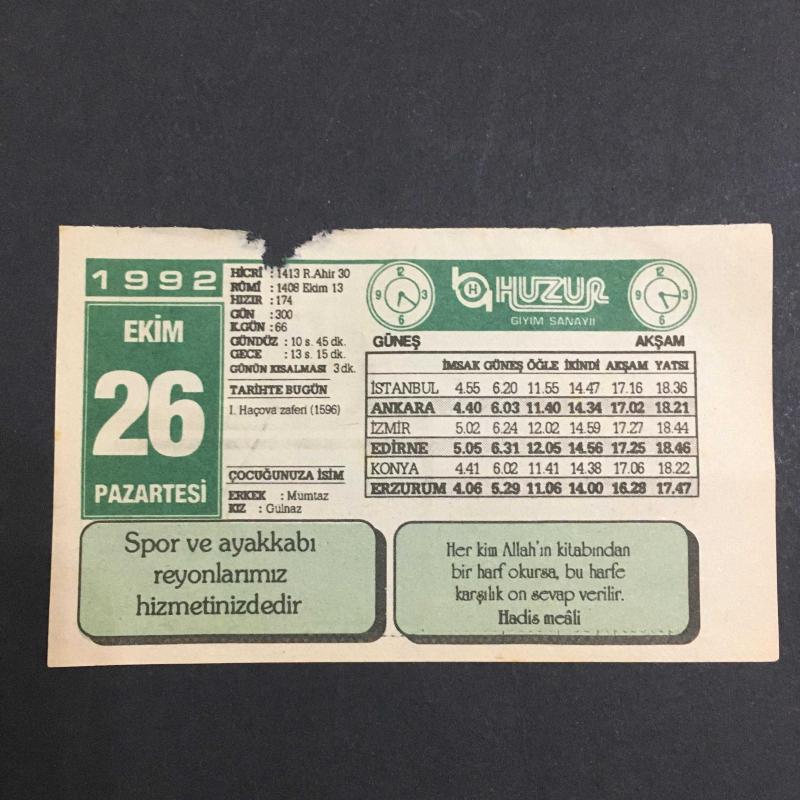 1992
EKİM
26
PAZARTESİ
HİCRİ : 1413 R.Ahir 30
RÜMİ : 1408 Ekim 13
HIZIR : 174
GÜN : 300
K.GÜN : 66
GÜNDÜZ : 10 s. 45 dk.
GECE : 13 s. 15 dk.
GÜNÜN KISALMASI 3 dk.
TARİHTE BUGÜN
I. Haçova zaferi (1596)
ÇOCUĞUNUZA İSİM
ERKEK : Mumtaz
KIZ : Gulnaz
12
9 3
6
H HUZUR
GİYİM SANAYİİ
12
9 3
6
GÜNEŞ AKŞAM
İMSAK GÜNEŞ ÖĞLE İKİNDİ AKŞAM YATSI
İSTANBUL 4.55 6.20 11.55 14.47 17.16 18.36
ANKARA 4.40 6.03 11.40 14.34 17.02 18.21
İZMİR 5.02 6.24 12.02 14.59 17.27 18.44
EDİRNE 5.05 6.31 12.05 14.56 17.25 18.46
KONYA 4.41 6.02 11.41 14.38 17.06 18.22
ERZURUM 4.06 5.29 11.06 14.00 16.28 17.47
Spor ve ayakkabı
reyonlarımız
hizmetinizdedir
Her kim Allah'ın kitabından
bir harf okursa, bu harfe
karşılık on sevap verilir.
Hadis meâli